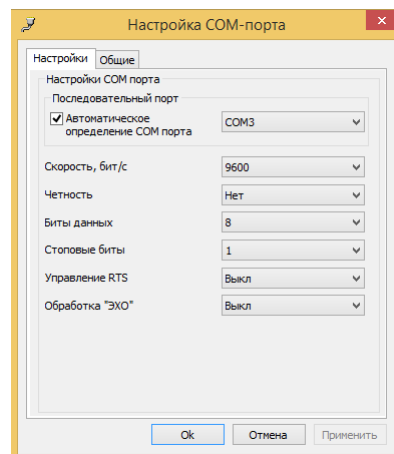 Настройка COM-порта
Настройки Общие
Настройки COM порта
Последовательный порт
Автоматическое
определение COM порта
COM3
Скорость, бит/с 9600
Четность Нет
Биты данных 8
Стоповые биты 1
Управление RTS Выкл
Обработка "ЭХО" Выкл
Ok Отмена Применить